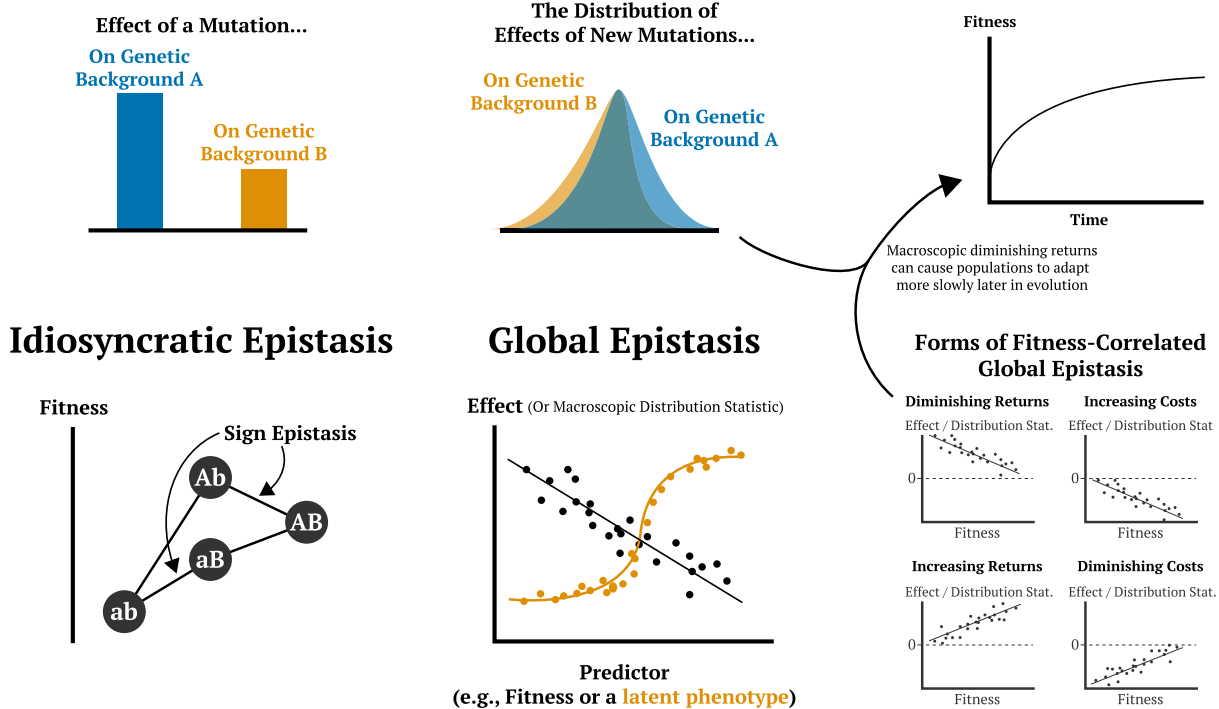 Effect of a Mutation...
On Genetic
Background A
On Genetic
Background B
The Distribution of
Effects of New Mutations...
On Genetic
Background B
On Genetic
Background A
Fitness
Time
Macroscopic diminishing returns
can cause populations to adapt
more slowly later in evolution
Idiosyncratic Epistasis
Fitness
Sign Epistasis
Ab
AB
aB
ab
Global Epistasis
Effect (Or Macroscopic Distribution Statistic)
Predictor
(e.g., Fitness or a latent phenotype)
Forms of Fitness-Correlated
Global Epistasis
Diminishing Returns
Effect / Distribution Stat.
0
Fitness
Increasing Costs
Effect / Distribution Stat
0
Fitness
Increasing Returns
Effect / Distribution Stat.
0
Fitness
Diminishing Costs
Effect / Distribution Stat.
0
Fitness